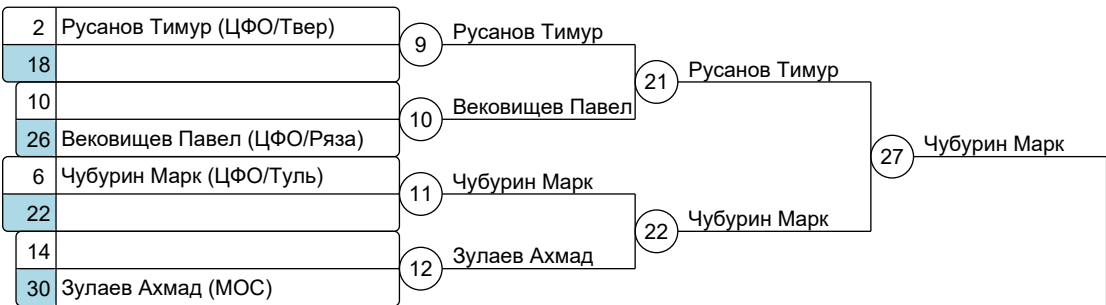 2 Русанов Тимур (ЦФО/Твер)
18
10
26 Вековищев Павел (ЦФО/Ряза)
6 Чубурин Марк (ЦФО/Туль)
22
14
30 Зулаев Ахмад (МОС)
9 Русанов Тимур
10 Вековищев Павел
11 Чубурин Марк
12 Зулаев Ахмад
21 Русанов Тимур
22 Чубурин Марк
27 Чубурин Марк